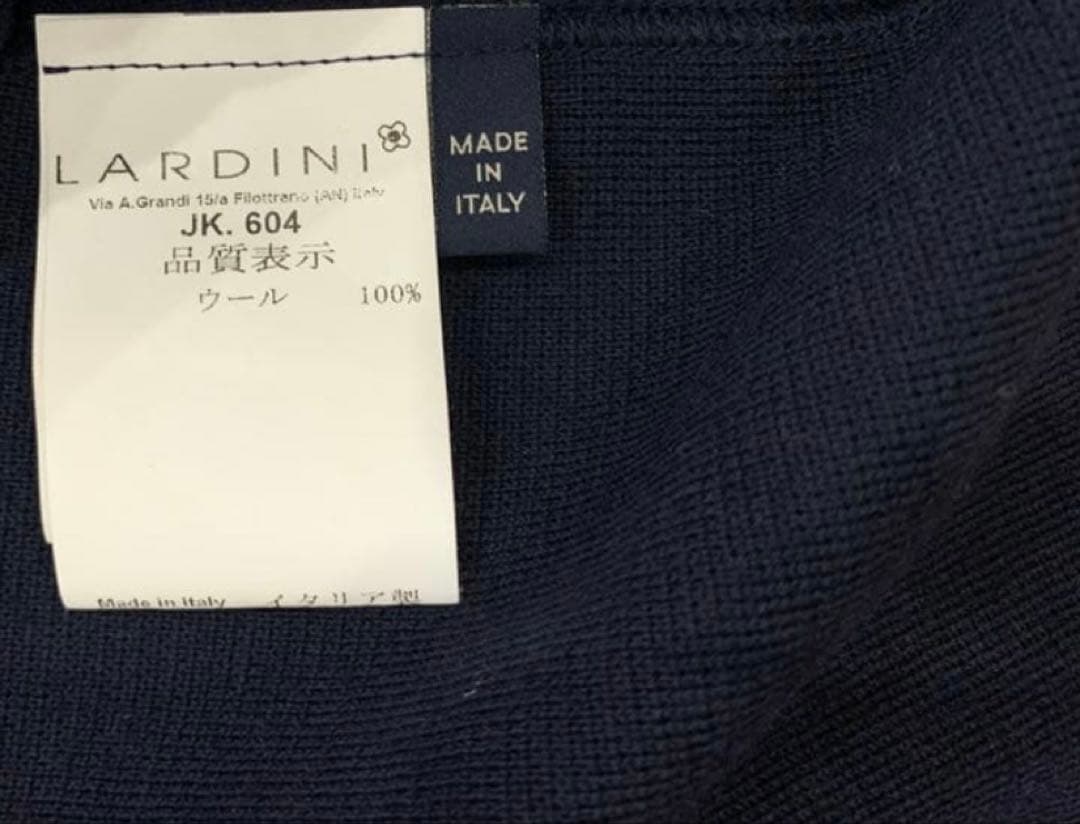 LARDINI
Via A.Grandi 15/a Filottrano (AN) Italy
JK. 604
品質表示
ウール 100%
Made in Italy イタリア製
MADE
IN
ITALY